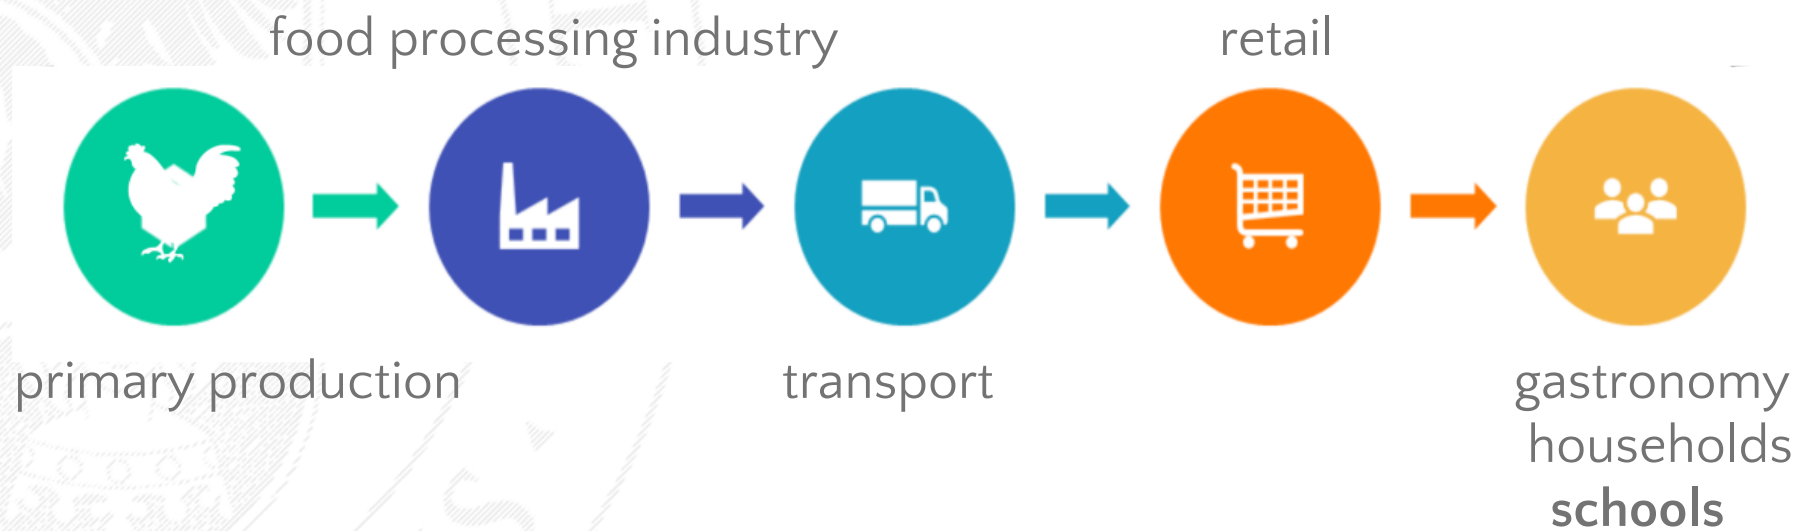 food processing industry
retail
primary production
transport
gastronomy
households
schools